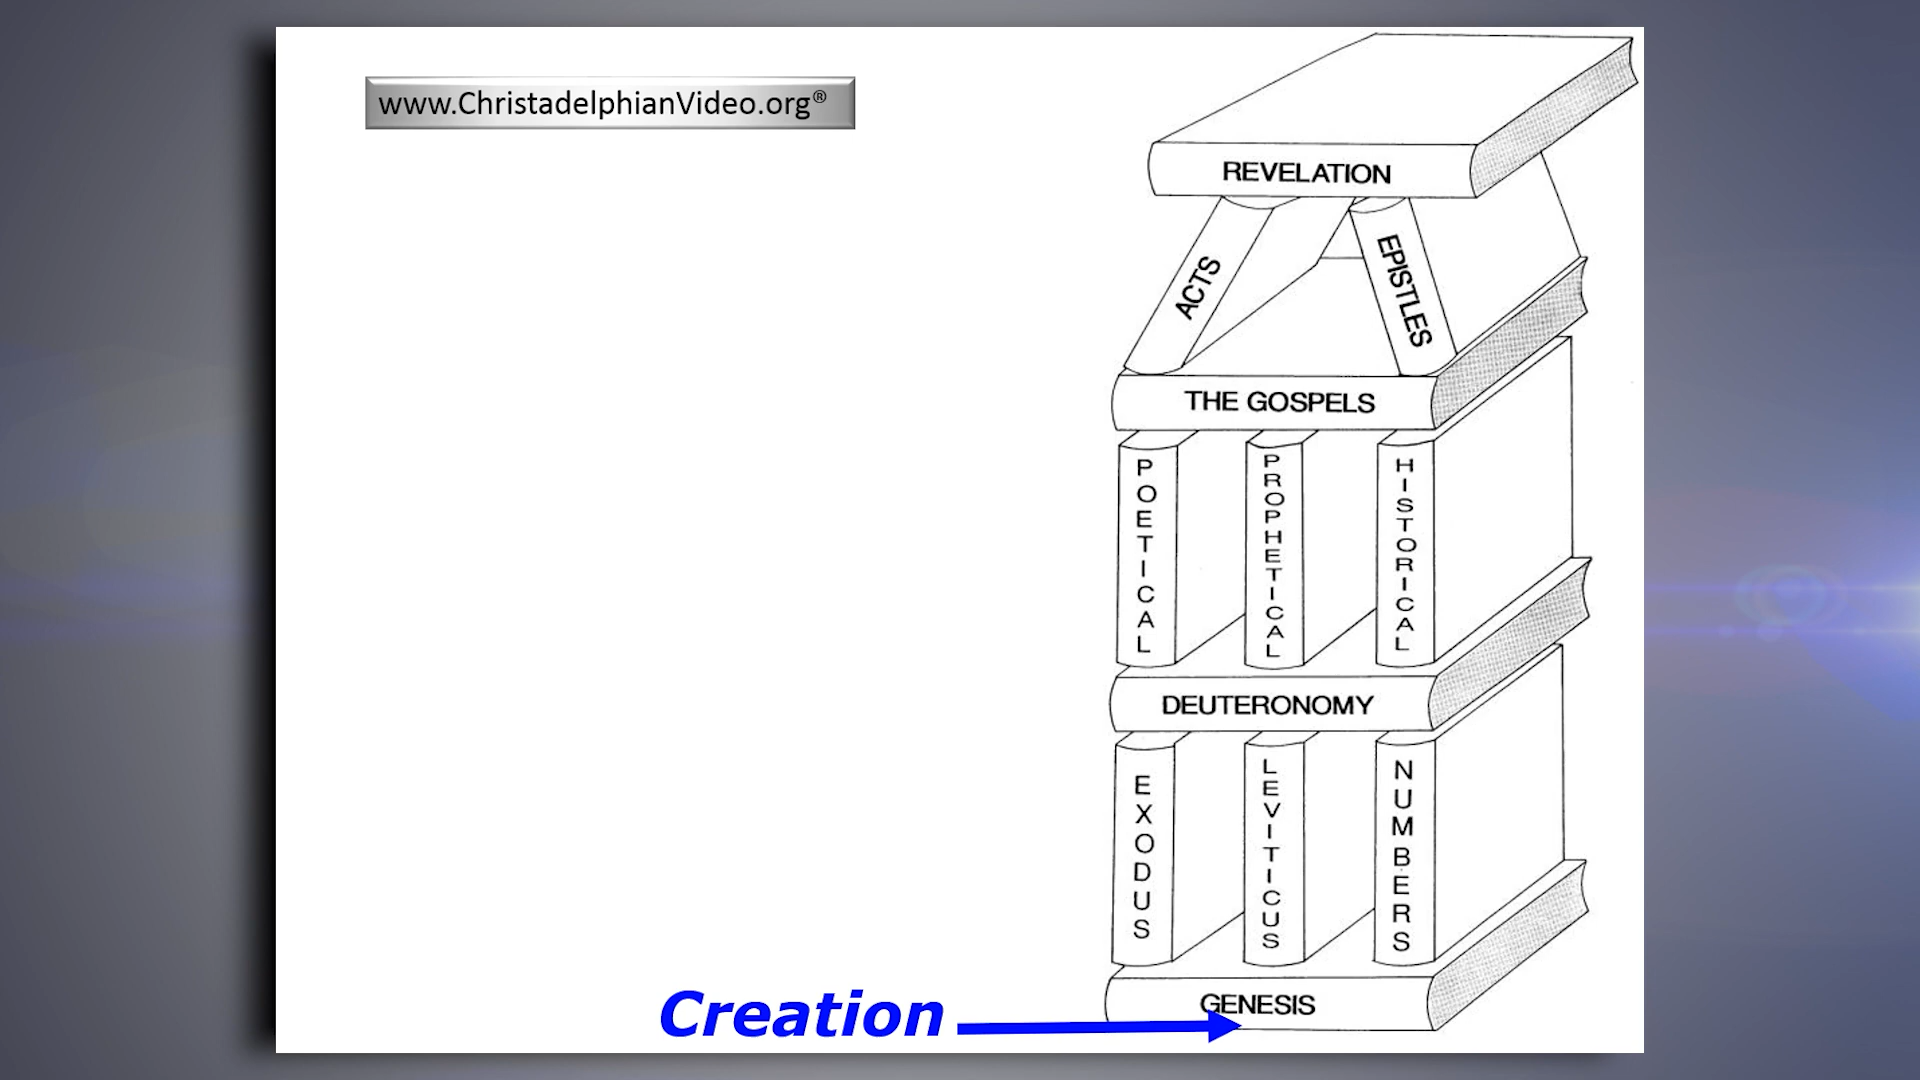 www.ChristadelphianVideo.org®
REVELATION
ACTS
EPISTLES
THE GOSPELS
POETICAL
PROPHETICAL
HISTORICAL
DEUTERONOMY
EXODUS
LEVITICUS
NUMBERS
GENESIS
Creation